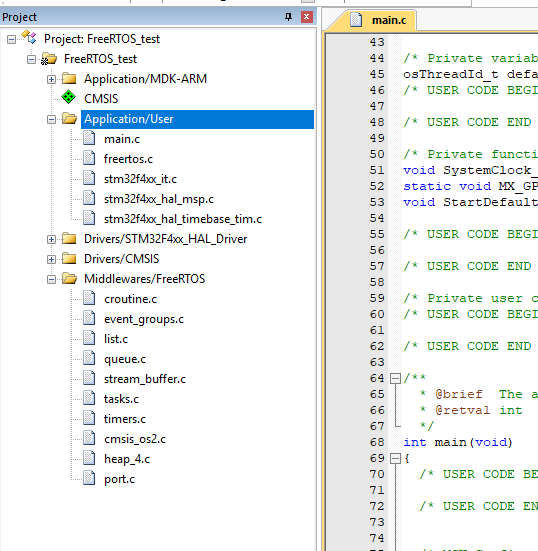 Project
Project: FreeRTOS_test
FreeRTOS_test
Application/MDK-ARM
CMSIS
Application/User
main.c
freertos.c
stm32f4xx_it.c
stm32f4xx_hal_msp.c
stm32f4xx_hal_timebase_tim.c
Drivers/STM32F4xx_HAL_Driver
Drivers/CMSIS
Middlewares/FreeRTOS
croutine.c
event_groups.c
list.c
queue.c
stream_buffer.c
tasks.c
timers.c
cmsis_os2.c
heap_4.c
port.c
main.c
43
44 /* Private variab
45 osThreadId_t defa
46 /* USER CODE BEGI
47
48 /* USER CODE END
49
50 /* Private functi
51 void SystemClock_
52 static void MX_GP
53 void StartDefault
54
55 /* USER CODE BEGI
56
57 /* USER CODE END
58
59 /* Private user c
60 /* USER CODE BEGI
61
62 /* USER CODE END
63
64 /**
65 * @brief The a
66 * @retval int
67 */
68 int main(void)
69 {
70 /* USER CODE BE
71
72 /* USER CODE EN
73
74